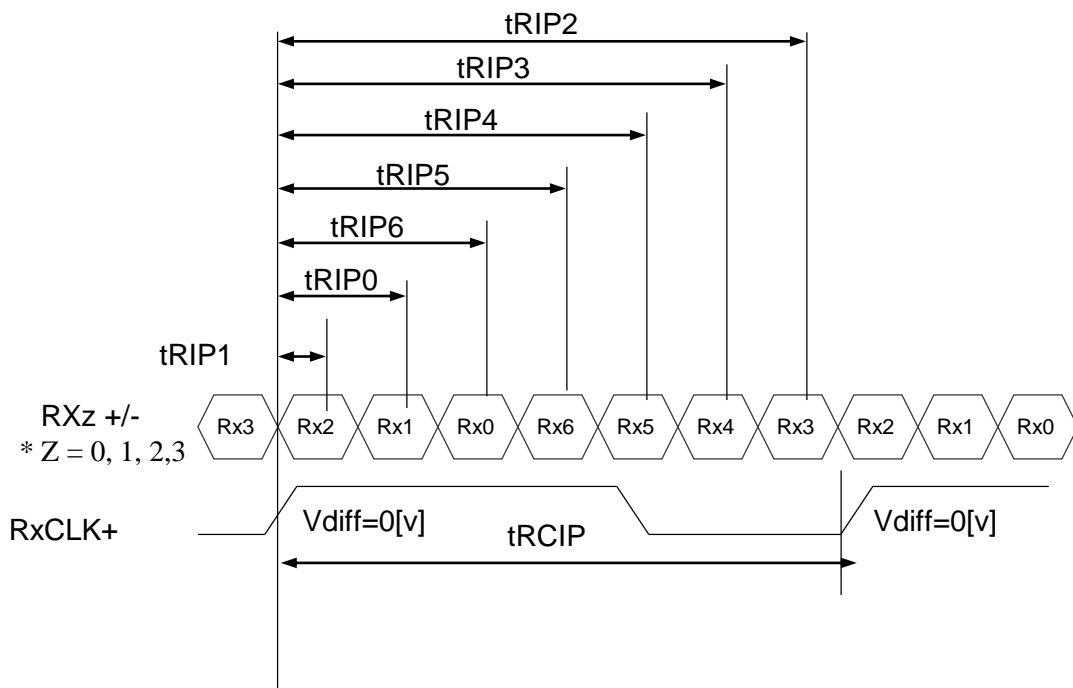 tRIP2
tRIP3
tRIP4
tRIP5
tRIP6
tRIP0
tRIP1
RXz +/-
* Z = 0, 1, 2,3
Rx3 Rx2 Rx1 Rx0 Rx6 Rx5 Rx4 Rx3 Rx2 Rx1 Rx0
RxCLK+ Vdiff=0[v] Vdiff=0[v]
tRCIP